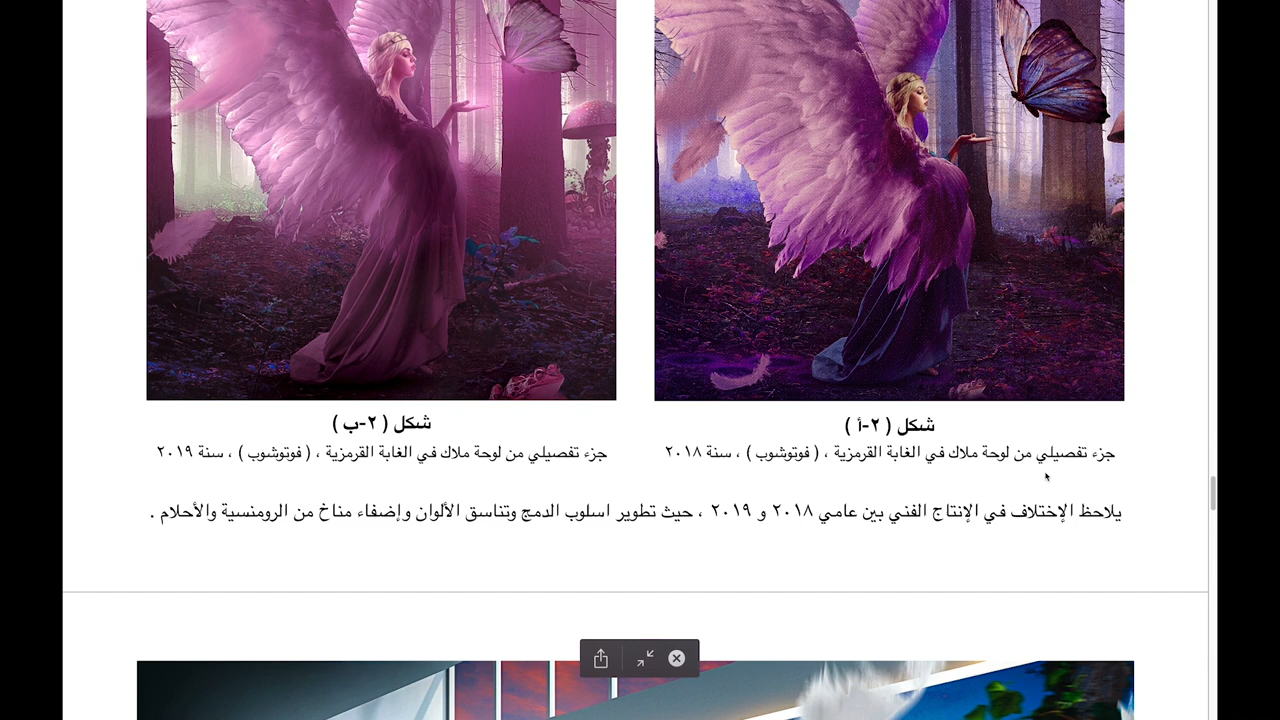 شكل ( ٢-أ )
جزء تفصيلي من لوحة ملاك في الغابة القرمزية ، ( فوتوشوب ) ، سنة ٢٠١٨
شكل ( ٢-ب )
جزء تفصيلي من لوحة ملاك في الغابة القرمزية ، ( فوتوشوب ) ، سنة ٢٠١٩
يلاحظ الإختلاف في الإنتاج الفني بين عامي ٢٠١٨ و ٢٠١٩ ، حيث تطوير اسلوب الدمج وتناسق الألوان وإضفاء مناخ من الرومنسية والأحلام .